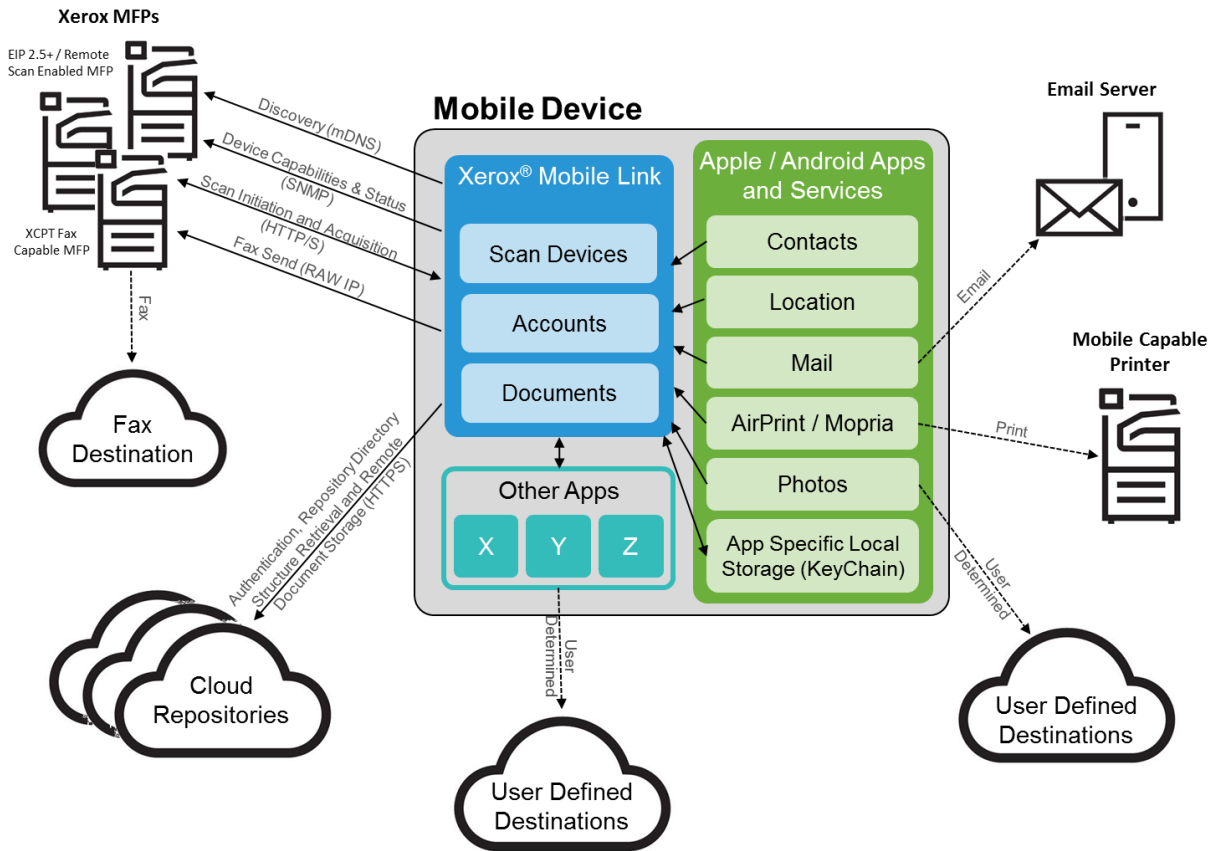 Xerox MFPs
EIP 2.5+ / Remote
Scan Enabled MFP
XCPT Fax
Capable MFP
Discovery (mDNS)
Device Capabilities & Status
(SNMP)
Scan Initiation and Acquisition
(HTTP/S)
Fax Send (RAW IP)
Fax
Fax
Destination
Mobile Device
Xerox® Mobile Link
Scan Devices
Accounts
Documents
Other Apps
X
Y
Z
Apple / Android Apps
and Services
Contacts
Location
Mail
AirPrint / Mopria
Photos
App Specific Local
Storage (KeyChain)
Email Server
Email
Mobile Capable
Printer
Print
Authentication, Repository Directory
Structure Retrieval and Remote
Document Storage (HTTPS)
Cloud
Repositories
User
Determined
User Defined
Destinations
User
Determined
User Defined
Destinations